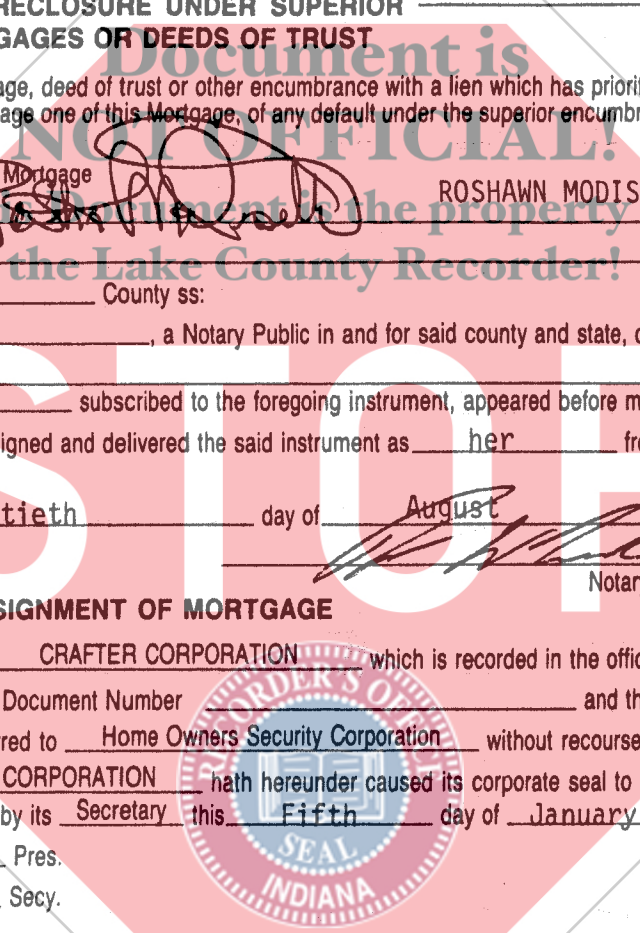 RECLOSURE UNDER SUPERIOR
GAGES OR DEEDS OF TRUST
Document is
age, deed of trust or other encumbrance with a lien which has priorit
age one of this Mortgage, of any default under the superior encumbr
NOT OFFICIAL!
Mortgage
ROSHAWN MODIS
is Document is the property
the Lake County Recorder!
County ss:
, a Notary Public in and for said county and state, d
STOP
subscribed to the foregoing instrument, appeared before m
igned and delivered the said instrument as her fr
tieth day of August
Notar
SIGNMENT OF MORTGAGE
CRAFTER CORPORATION which is recorded in the offic
Document Number and th
red to Home Owners Security Corporation without recourse
CORPORATION hath hereunder caused its corporate seal to
by its Secretary this Fifth day of January
Pres.
Secy.
RECORDER'S OFFICE
SEAL
INDIANA